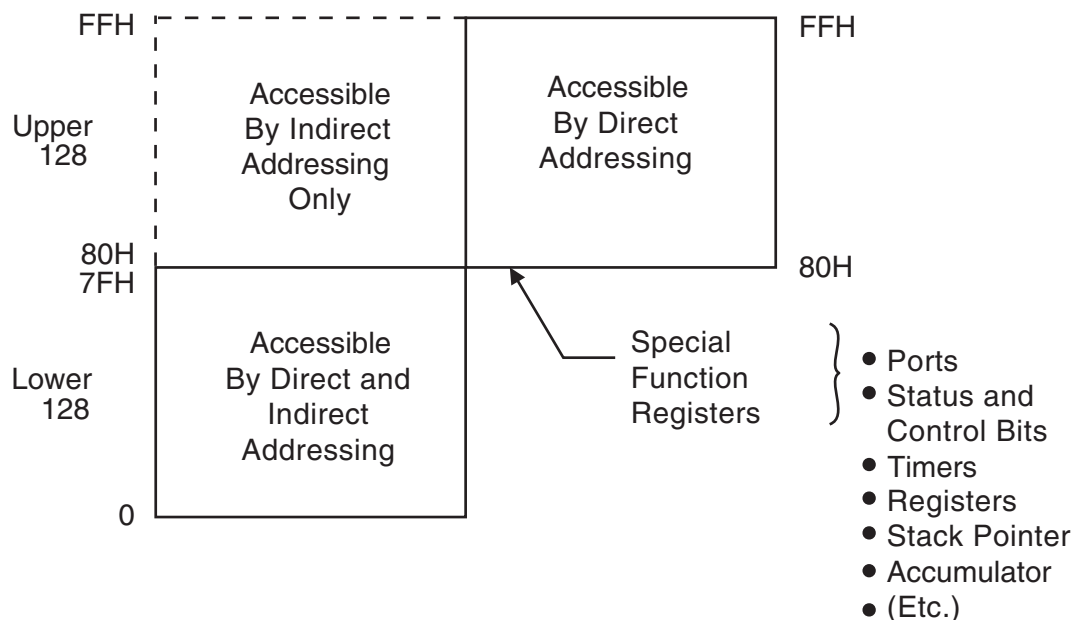 FFH
FFH
Accessible
By Indirect
Addressing
Only
Accessible
By Direct
Addressing
Upper
128
80H
7FH
80H
Accessible
By Direct and
Indirect
Addressing
Lower
128
0
Special
Function
Registers
● Ports
● Status and
Control Bits
● Timers
● Registers
● Stack Pointer
● Accumulator
● (Etc.)